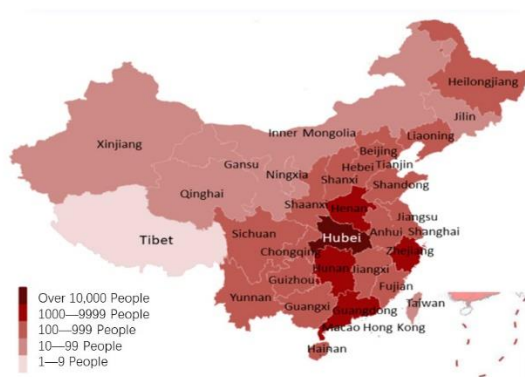 Heilongjiang
Jilin
Liaoning
Inner Mongolia
Xinjiang
Beijing
Gansu
Hebei Tianjin
Ningxia
Shanxi
Qinghai
Shandong
Shaanxi
Henan
Jiangsu
Tibet
Sichuan
Hubei
Anhui Shanghai
Chongqing
Zhejiang
Hunan
Jiangxi
Guizhou
Fujian
Yunnan
Guangxi
Guangdong
Taiwan
Macao Hong Kong
Hainan
Over 10,000 People
1000—9999 People
100—999 People
10—99 People
1—9 People